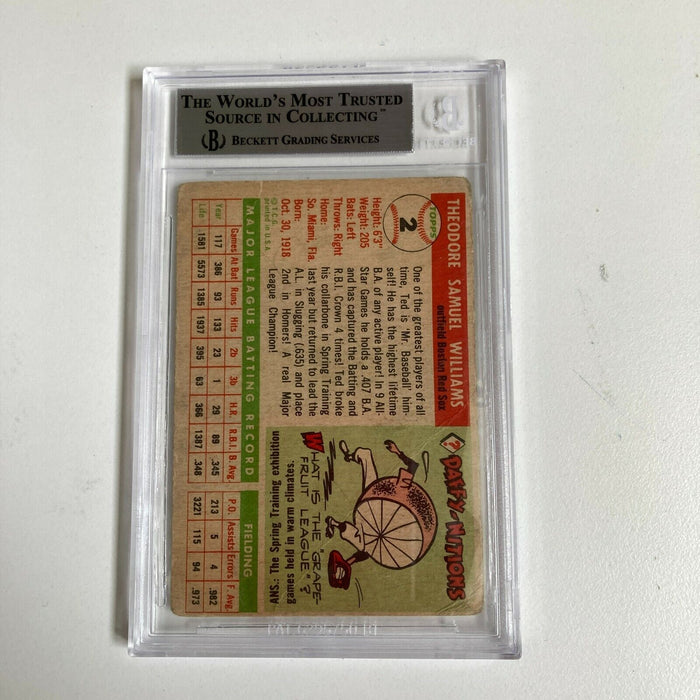 THE WORLD'S MOST TRUSTED
SOURCE IN COLLECTING™
B BECKETT GRADING SERVICES
B
TOPPS
2
THEODORE SAMUEL WILLIAMS
outfield Boston Red Sox
Height: 6'3"
Weight: 205
Bats: Left
Throws: Right
Home:
So. Miami, Fla.
Born:
Oct. 30, 1918
© T.C.G.
printed in U.S.A.
One of the greatest players of all
time, Ted is 'Mr. Baseball' him-
self! He has the highest lifetime
B.A. of any active player! In 9 All-
Star Games he holds a .407 B.A.
and has captured the Batting and
R.B.I. Crown 4 times! Ted broke
his collarbone in Spring Training
last year but returned to lead the
A.L. in Slugging (.635) and place
2nd in Homers! A real Major
League Champion!
? DAFFY-NITIONS
WHAT IS THE "GRAPE-
FRUIT LEAGUE"?
ANS.: The Spring Training exhibition
games held in warm climates.
MAJOR LEAGUE BATTING RECORD
FIELDING
Games At Bat Runs Hits 2b 3b H.R. R.B.I. B. Avg. P.O. Assists Errors F. Avg.
Year 117 386 93 133 23 1 29 89 .345 213 5 4 .982
Life 1581 5573 1385 1937 395 63 366 1387 .348 3221 115 94 .973